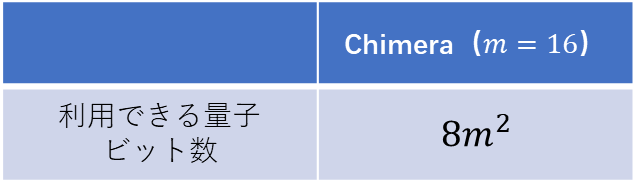 Chimera（m = 16）
利用できる量子
ビット数
8m²